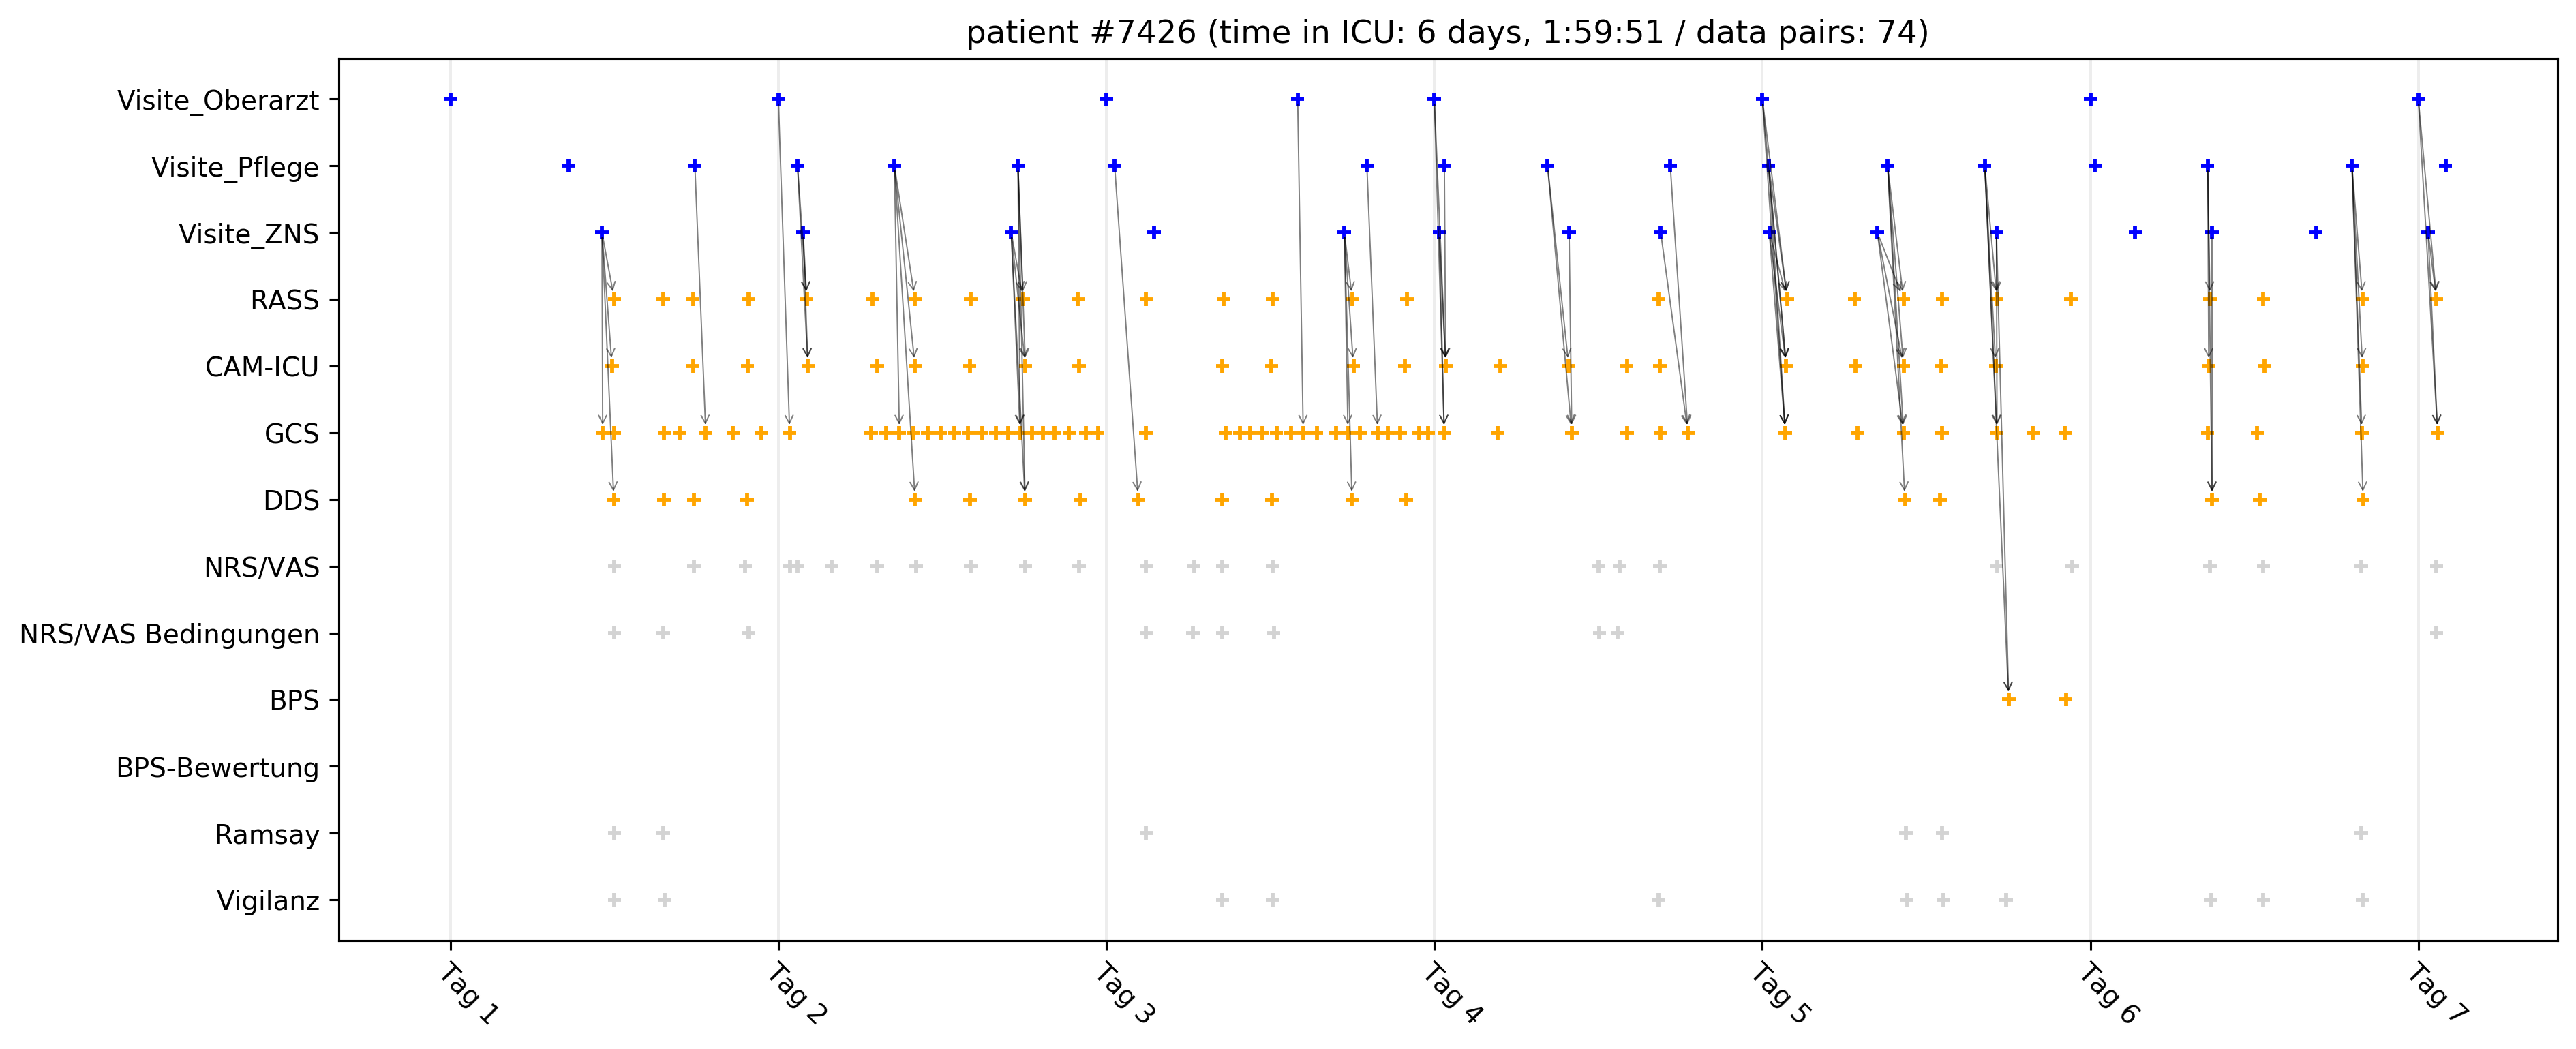 patient #7426 (time in ICU: 6 days, 1:59:51 / data pairs: 74)
Visite_Oberarzt
Visite_Pflege
Visite_ZNS
RASS
CAM-ICU
GCS
DDS
NRS/VAS
NRS/VAS Bedingungen
BPS
BPS-Bewertung
Ramsay
Vigilanz
Tag 1
Tag 2
Tag 3
Tag 4
Tag 5
Tag 6
Tag 7